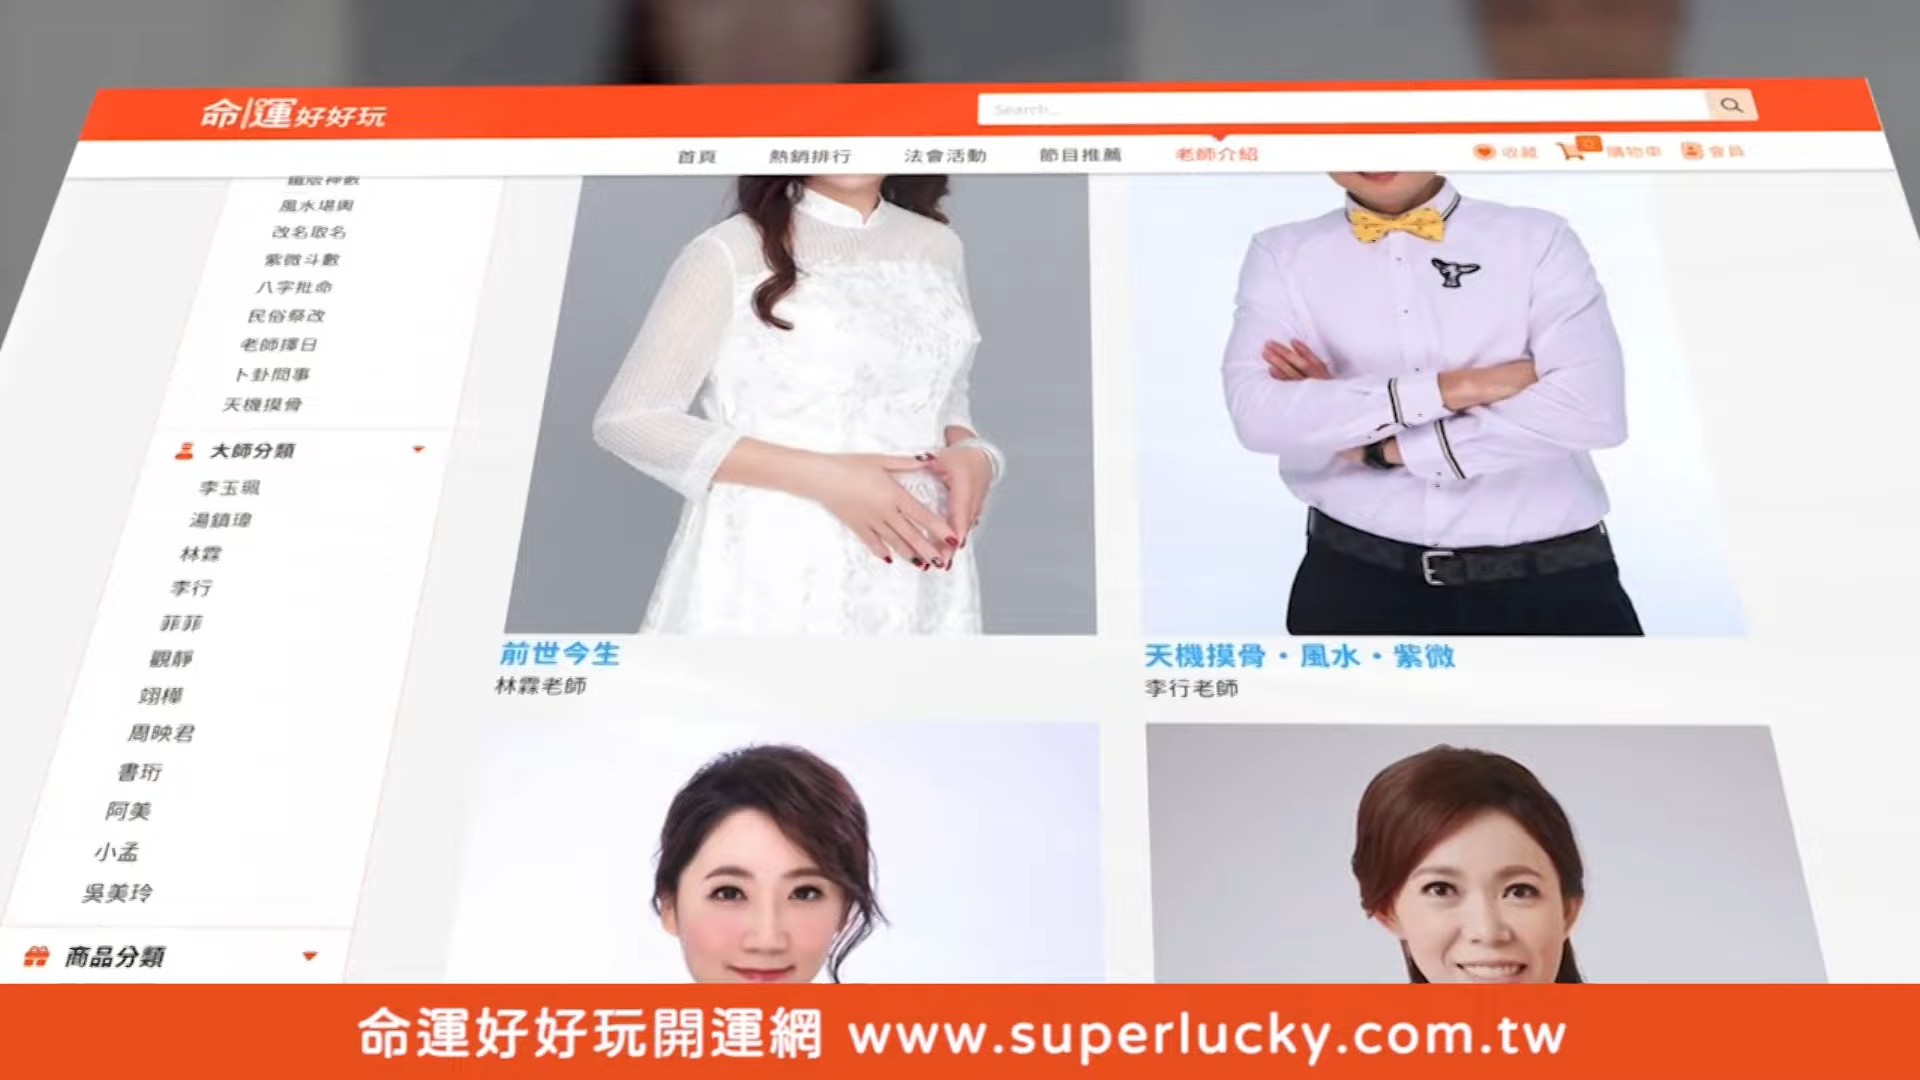 命運好好玩
Search...
首頁 熱銷排行 法會活動 節目推薦 老師介紹 收藏 0 購物車 會員
鐵版神數
風水堪輿
改名取名
紫微斗數
八字批命
民俗祭改
老師擇日
卜卦問事
天機摸骨
大師分類
李玉珮
湯鎮瑋
林霖
李行
菲菲
觀靜
翊樺
周映君
書珩
阿美
小孟
吳美玲
商品分類
前世今生
林霖老師
天機摸骨・風水・紫微
李行老師
命運好好玩開運網 www.superlucky.com.tw